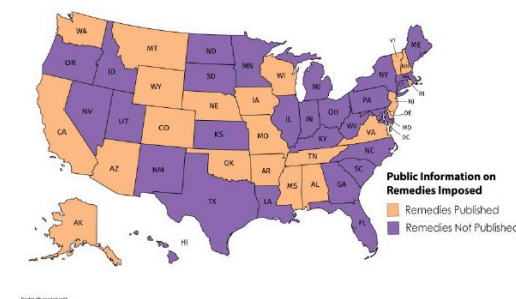 WA
VT
ME
MT
ND
MN
OR
ID
SD
WI
NY
WY
MI
RI
IA
PA
NJ
NE
NV
OH
DE
IL
IN
UT
MD
CO
WV
CA
VA
DC
KS
MO
KY
NC
TN
OK
AZ
NM
AR
SC
MS
AL
GA
Public Information on
Remedies Imposed
TX
LA
Remedies Published
AK
FL
Remedies Not Published
HI